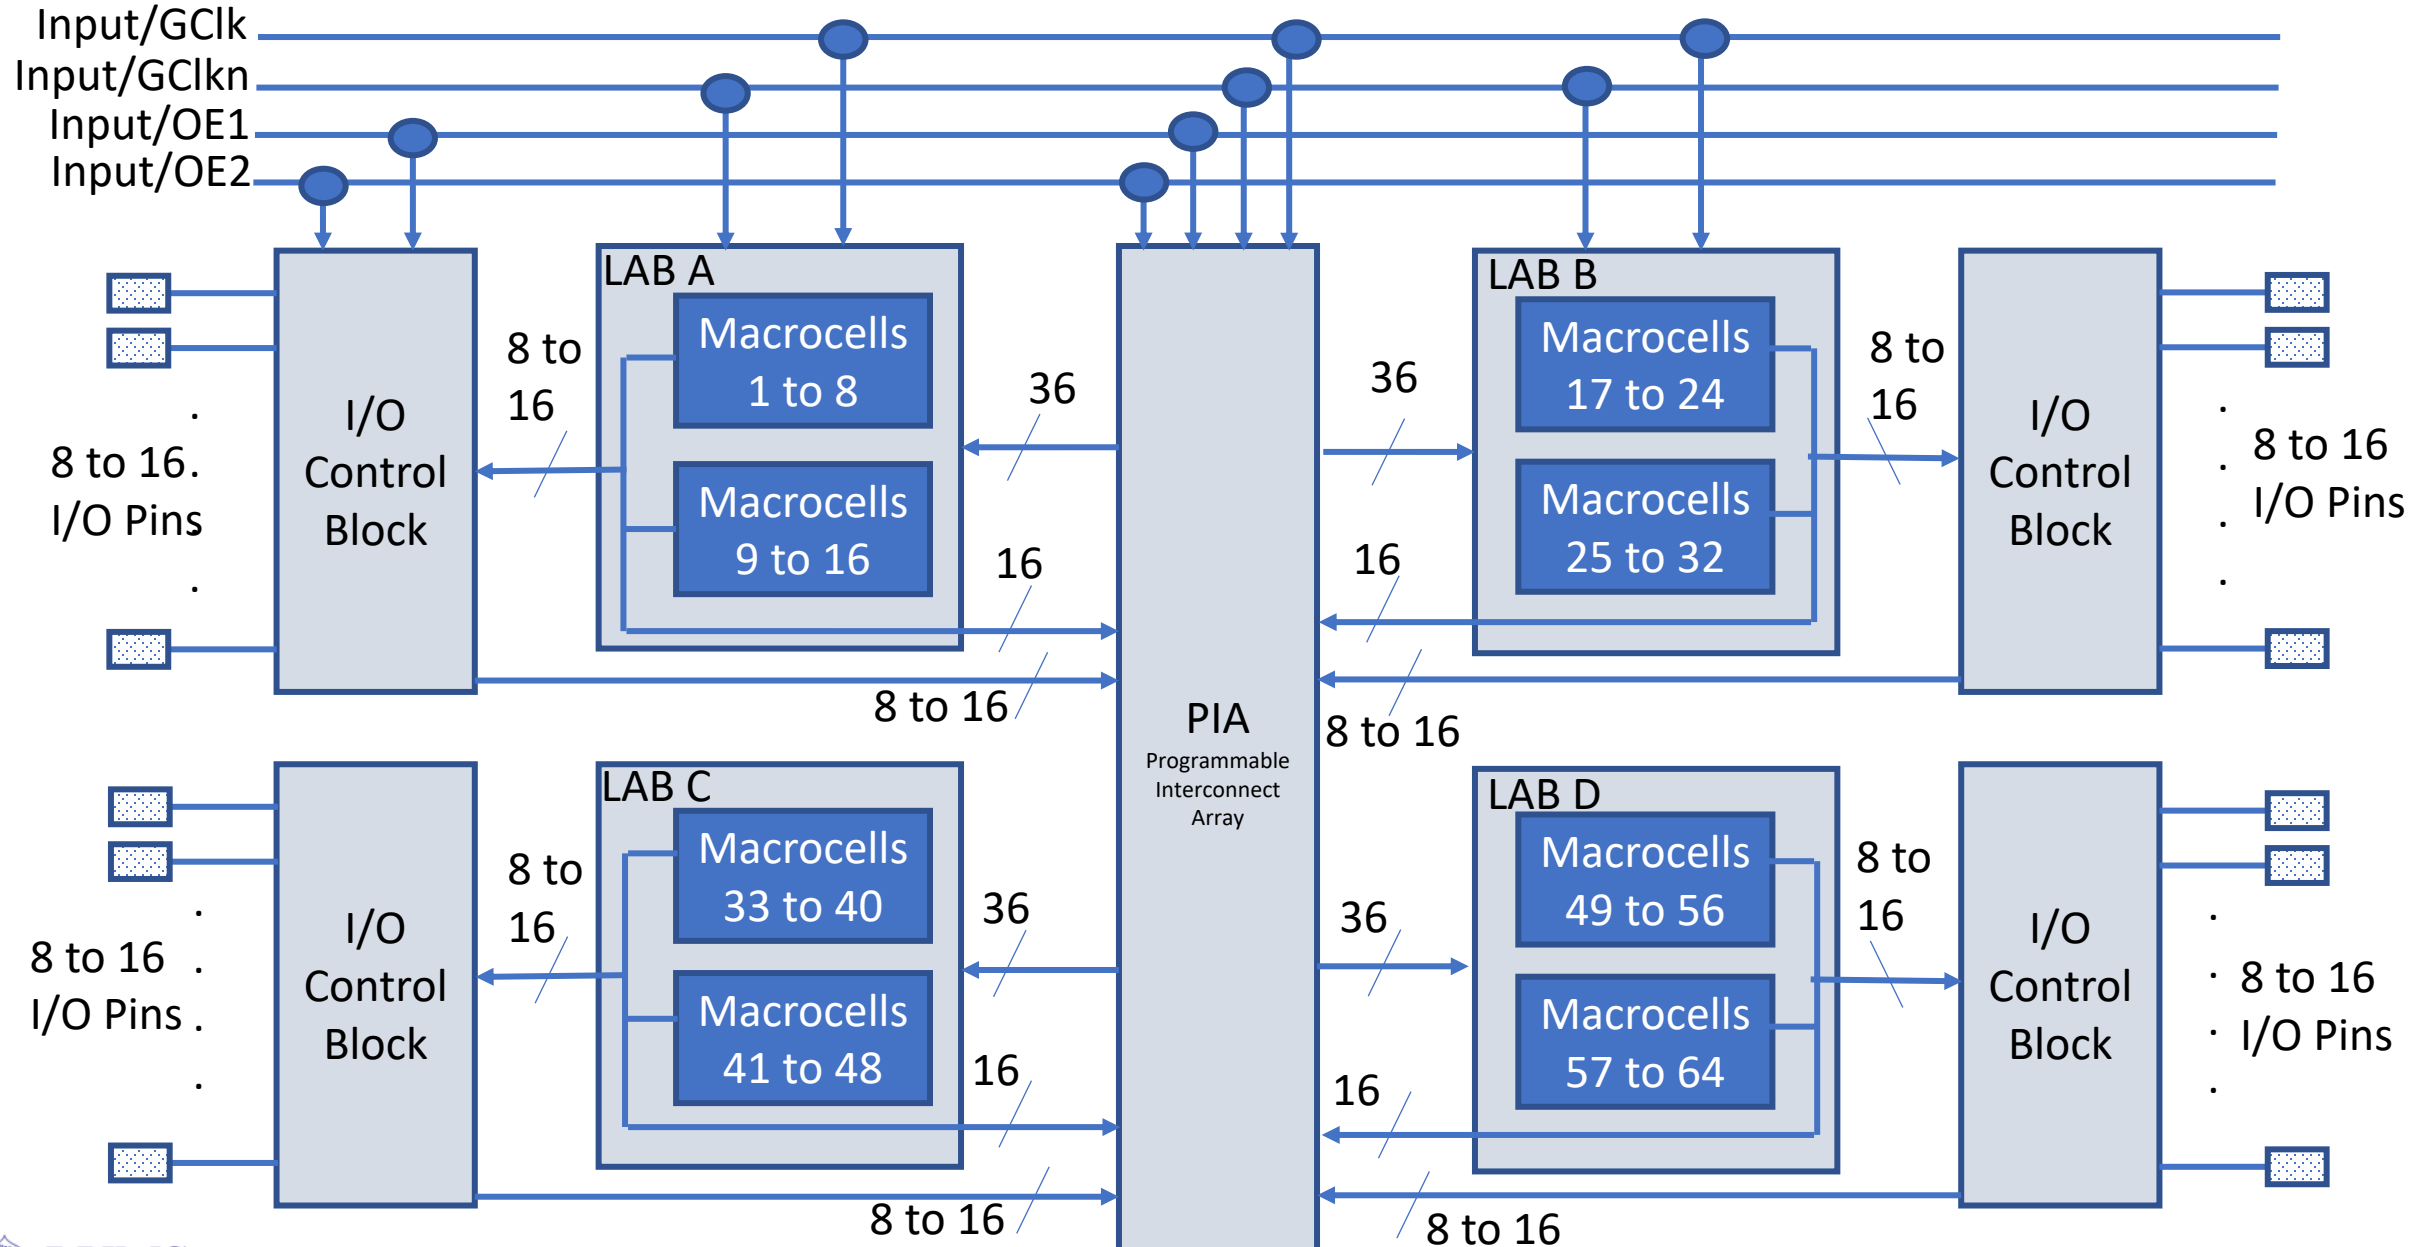 Input/GClk
Input/GClkn
Input/OE1
Input/OE2
LAB A
Macrocells
1 to 8
Macrocells
9 to 16
8 to
16
36
16
8 to 16
I/O
Control
Block
8 to 16
I/O Pins
PIA
Programmable
Interconnect
Array
LAB B
Macrocells
17 to 24
Macrocells
25 to 32
36
16
8 to 16
8 to
16
I/O
Control
Block
8 to 16
I/O Pins
LAB C
Macrocells
33 to 40
Macrocells
41 to 48
8 to
16
36
16
8 to 16
I/O
Control
Block
8 to 16
I/O Pins
LAB D
Macrocells
49 to 56
Macrocells
57 to 64
36
16
8 to 16
8 to
16
I/O
Control
Block
8 to 16
I/O Pins